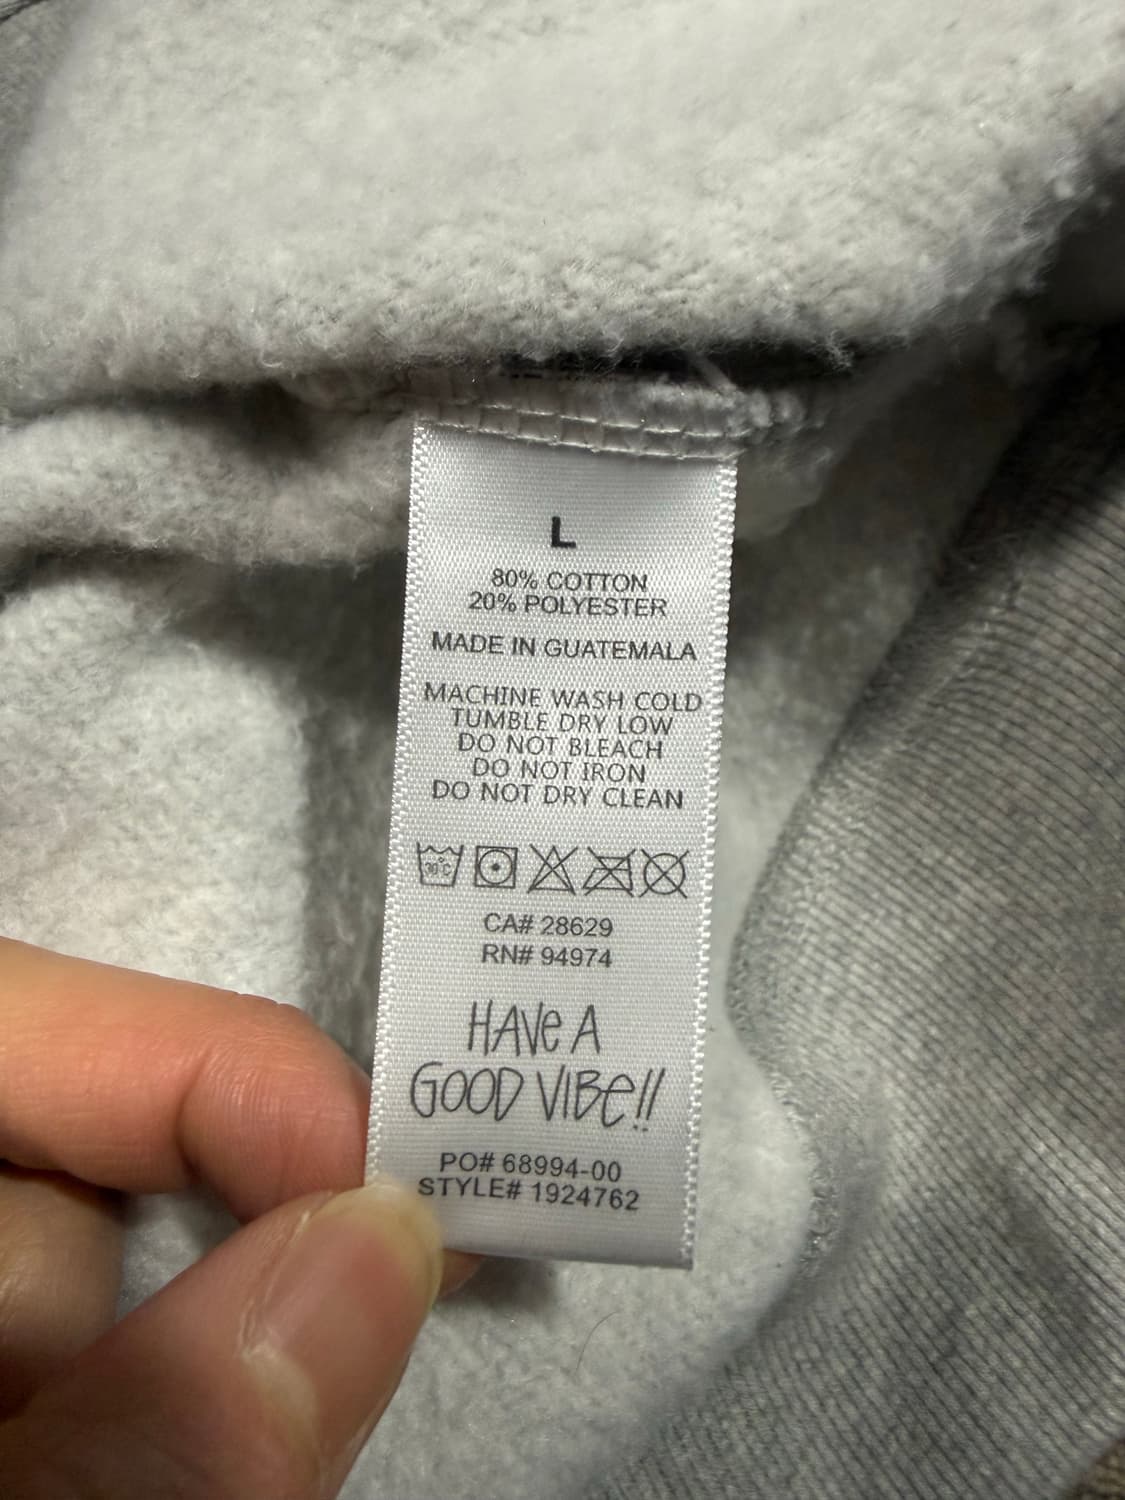 L
80% COTTON
20% POLYESTER
MADE IN GUATEMALA
MACHINE WASH COLD
TUMBLE DRY LOW
DO NOT BLEACH
DO NOT IRON
DO NOT DRY CLEAN
30°C
CA# 28629
RN# 94974
HAVe A
GOOD VIBe!!
PO# 68994-00
STYLE# 1924762